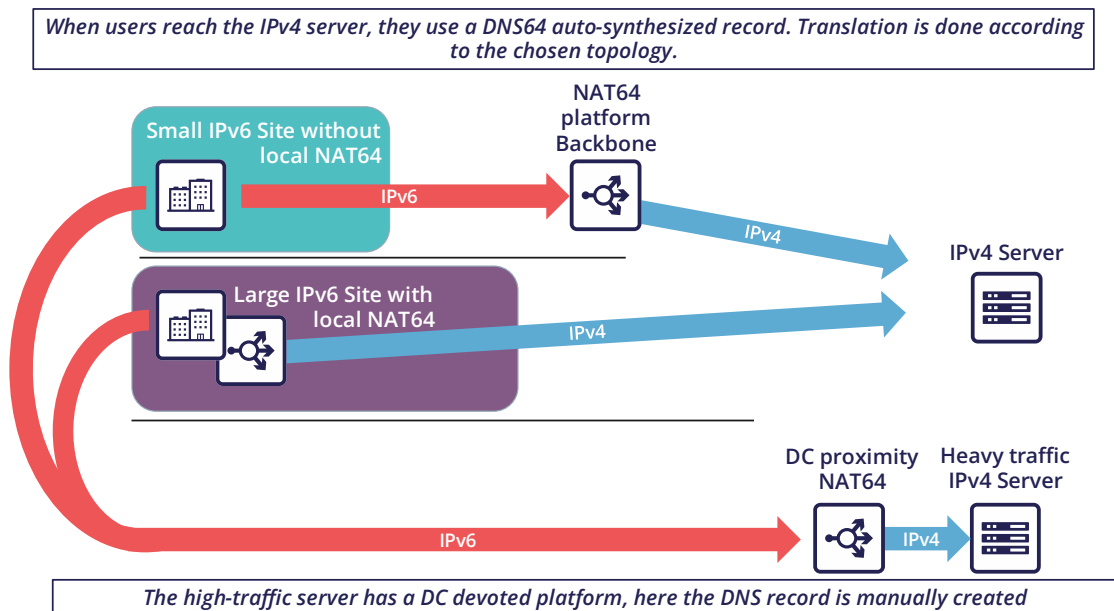 When users reach the IPv4 server, they use a DNS64 auto-synthesized record. Translation is done according
to the chosen topology.
NAT64
platform
Backbone
Small IPv6 Site without
local NAT64
IPv6
IPv4
IPv4 Server
Large IPv6 Site with
local NAT64
IPv4
DC proximity
NAT64
Heavy traffic
IPv4 Server
IPv6
IPv4
The high-traffic server has a DC devoted platform, here the DNS record is manually created